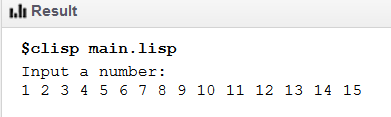 Result
$clisp main.lisp
Input a number:
1 2 3 4 5 6 7 8 9 10 11 12 13 14 15